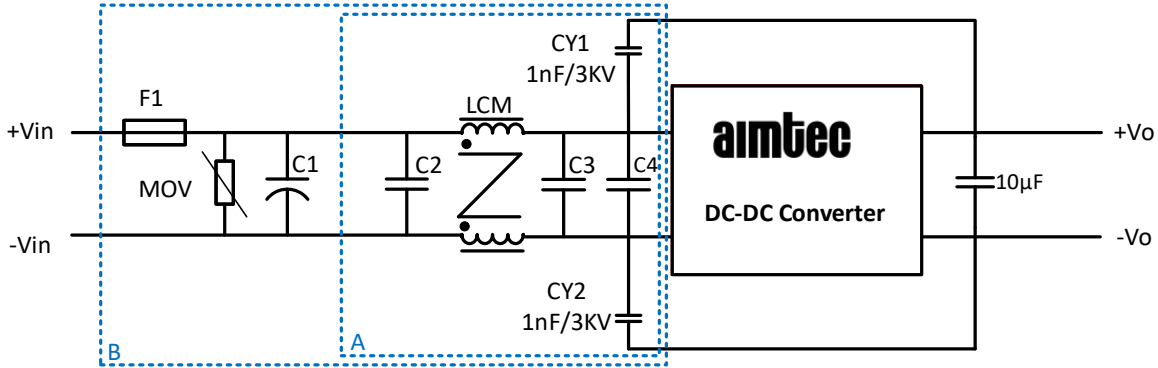 CY1
1nF/3KV
F1
LCM
+Vin
aimtec
+Vo
MOV
C1
C2
C3
C4
10µF
DC-DC Converter
-Vin
-Vo
CY2
1nF/3KV
B
A